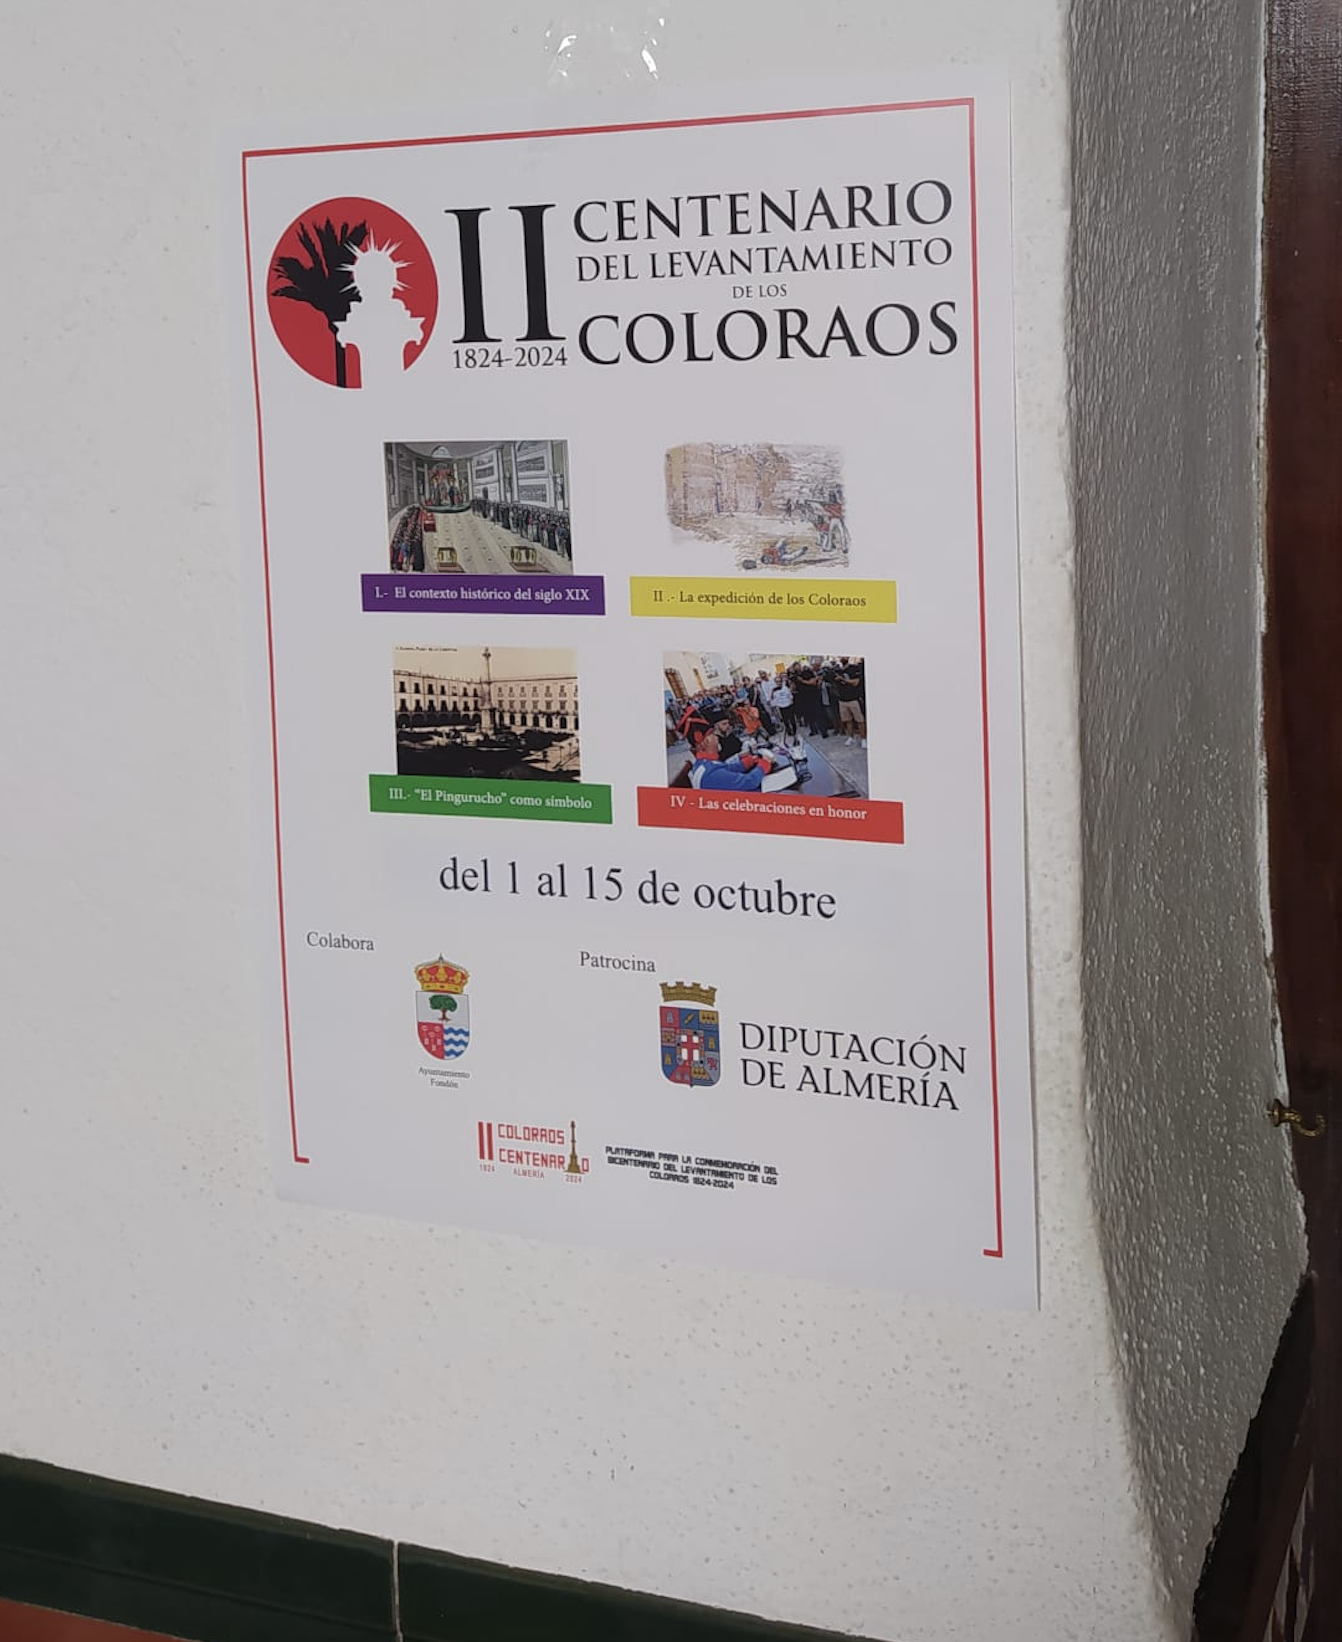 II CENTENARIO
DEL LEVANTAMIENTO
DE LOS
COLORAOS
1824-2024
I.- El contexto histórico del siglo XIX
II .- La expedición de los Coloraos
III.- "El Pingurucho" como símbolo
IV - Las celebraciones en honor
del 1 al 15 de octubre
Colabora
Patrocina
Ayuntamiento
Fondón
DIPUTACIÓN
DE ALMERÍA
II COLORAOS
CENTENARIO
1824 ALMERÍA 2024
PLATAFORMA PARA LA CONMEMORACIÓN DEL
BICENTENARIO DEL LEVANTAMIENTO DE LOS
COLORAOS 1824-2024